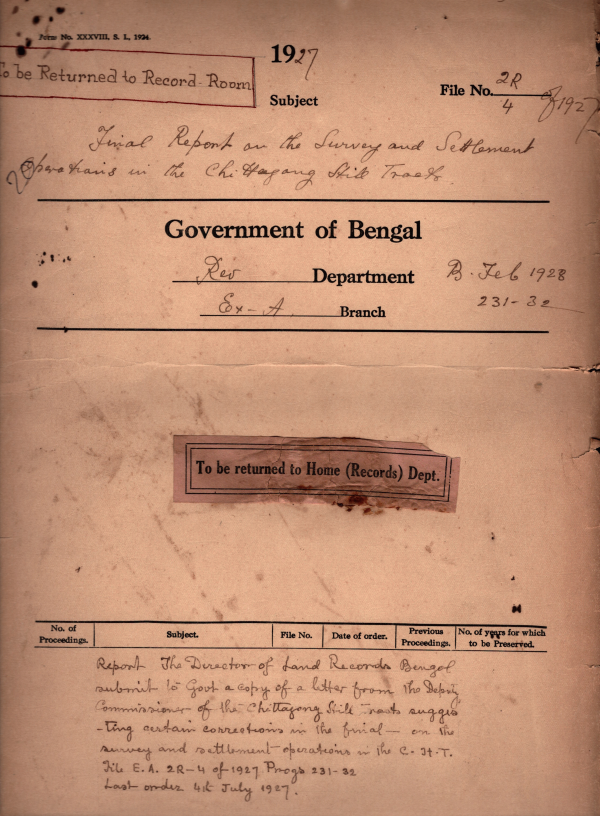 Form No. XXXVIII, S. I., 1924
To be Returned to Record-Room
1927
Subject
File No. 2R
4 of 1927
Final Report on the Survey and Settlement
operations in the Chittagong Hill Tracts.
Government of Bengal
Rev Department B. Feb 1928
Ex-A. Branch 231-32
To be returned to Home (Records) Dept.
No. of Proceedings. Subject. File No. Date of order. Previous Proceedings. No. of years for which to be Preserved.
Report The Director of Land Records Bengal
submit to Govt a copy of a letter from the Deputy
Commissioner of the Chittagong Hill Tracts sugges
-ting certain corrections in the final — on the
survey and settlement operations in the C. H. T.
File E.A. 2R-4 of 1927 Progs 231-32
Last order 4th July 1927.